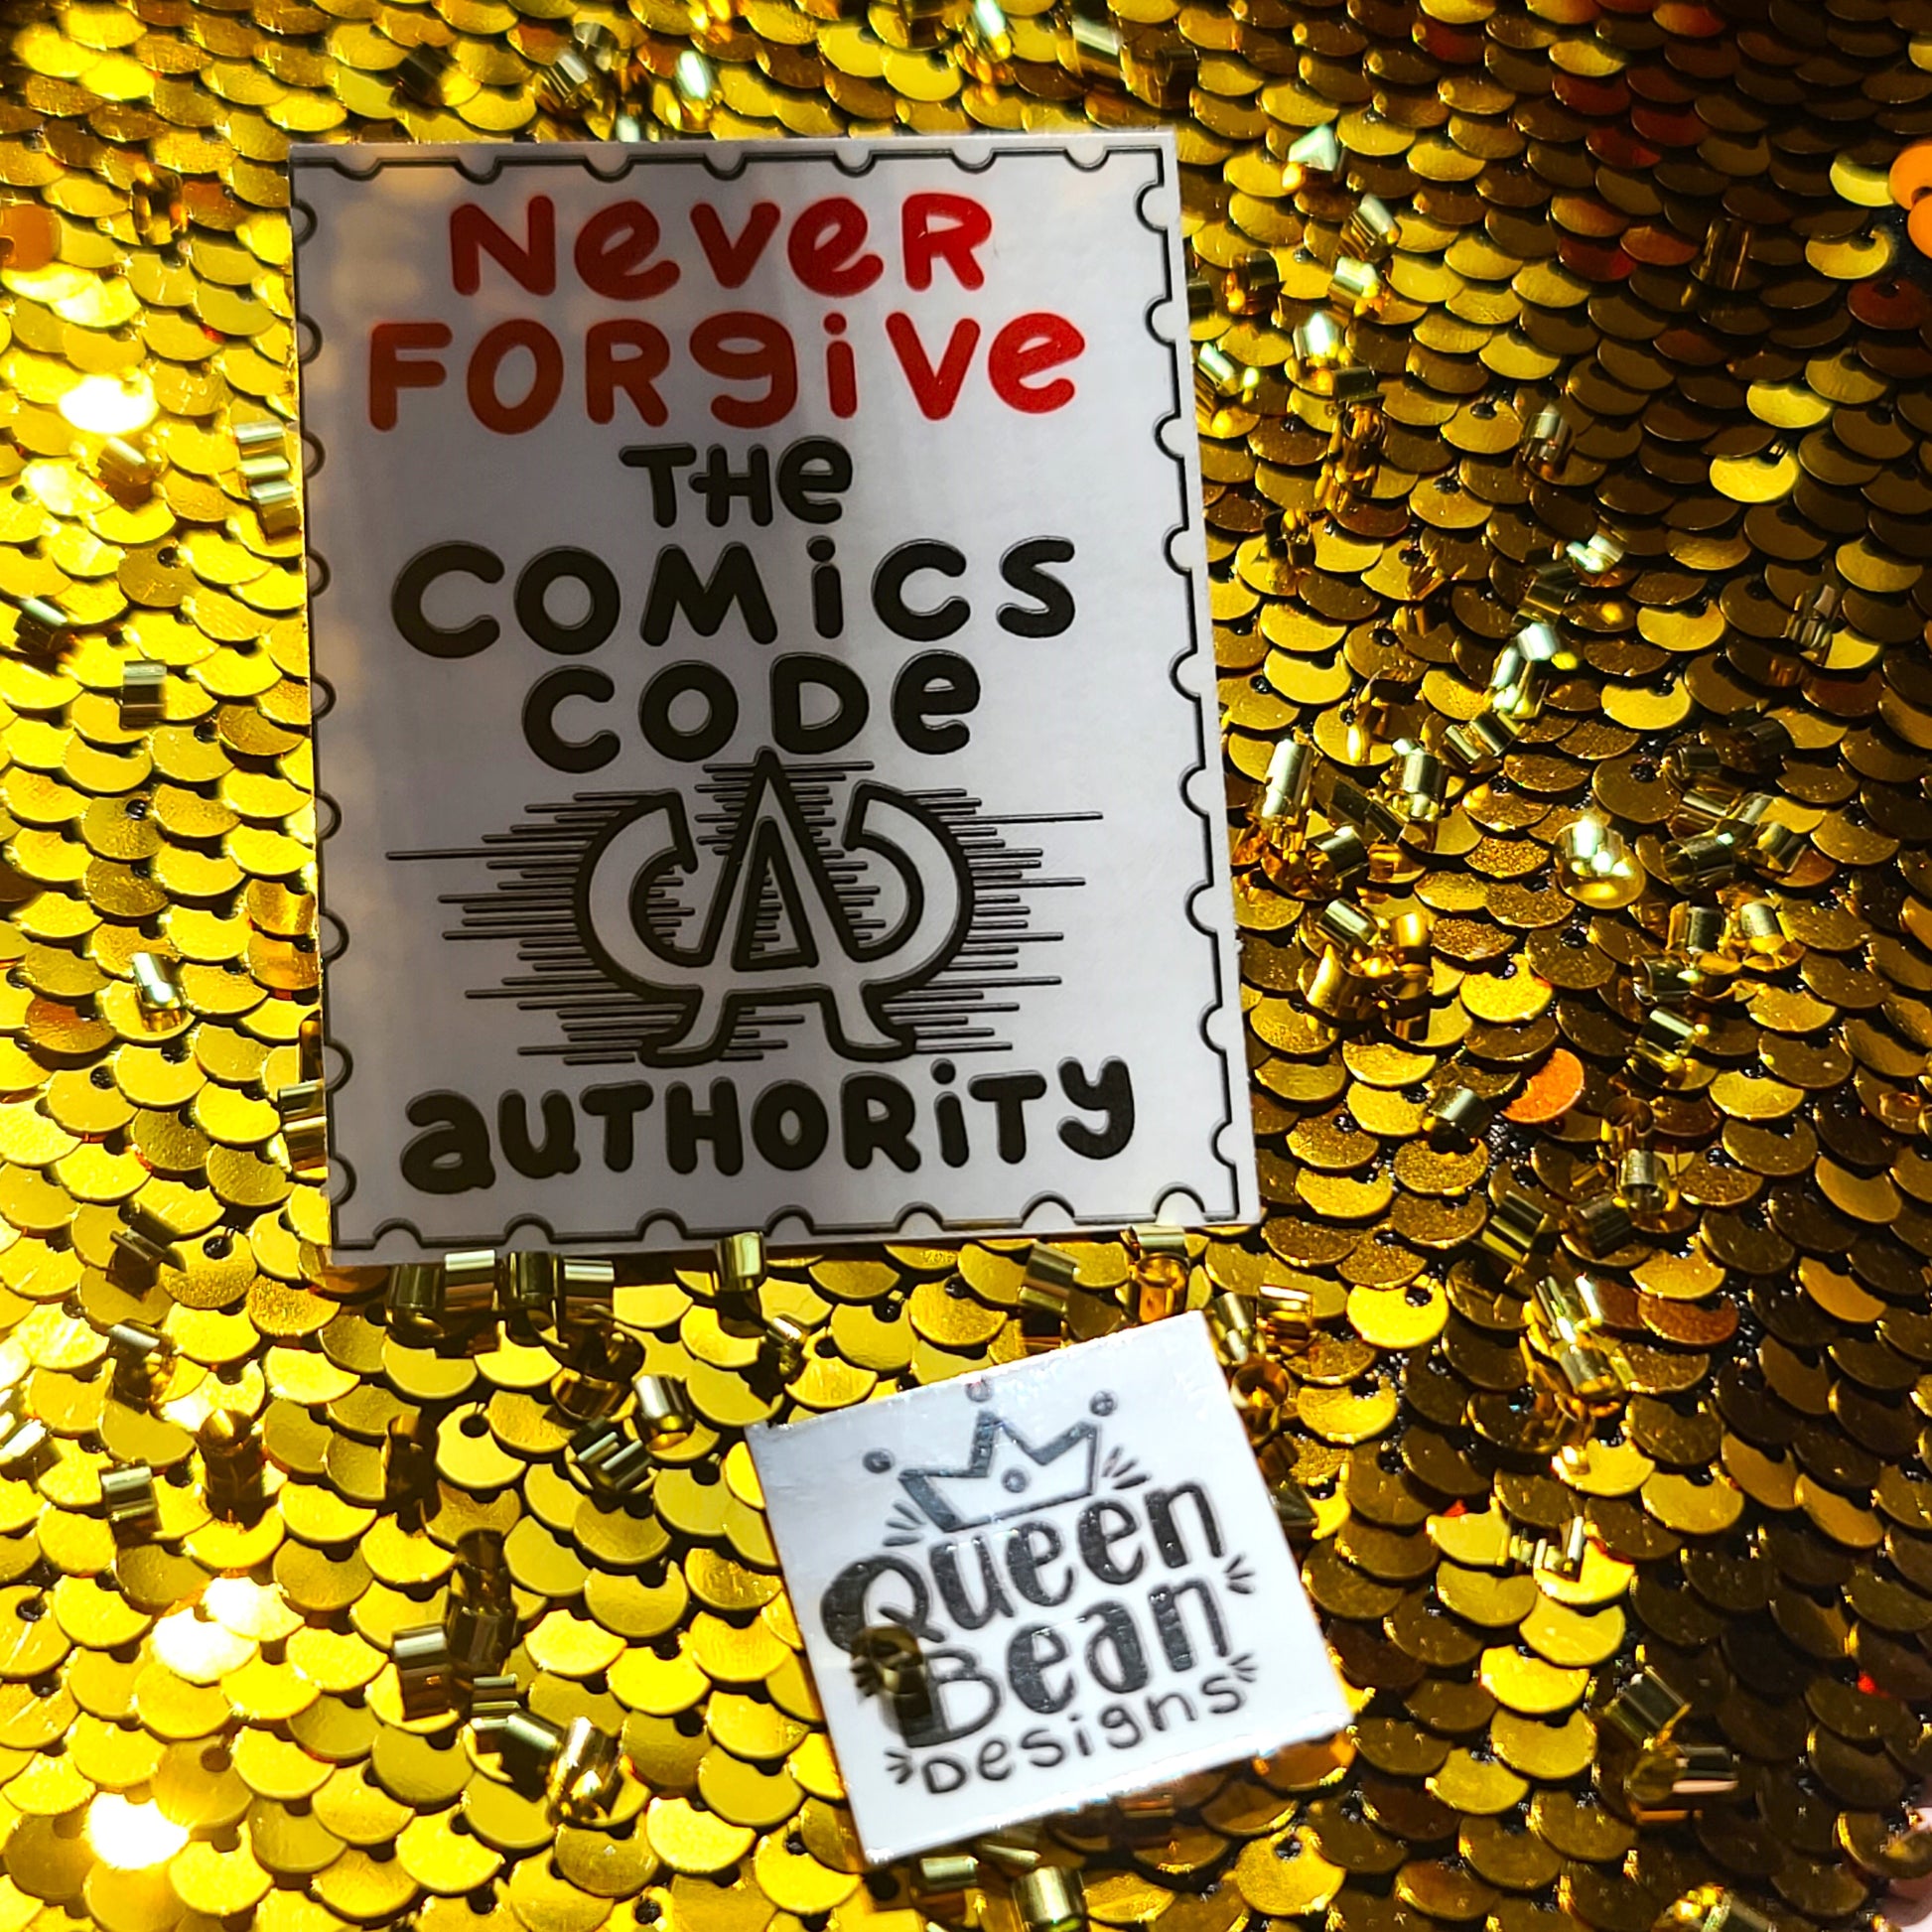 NeveR
FORgive
THe
COMiCS
CODe
CA
auTHORiTY
Queen
Bean
Designs